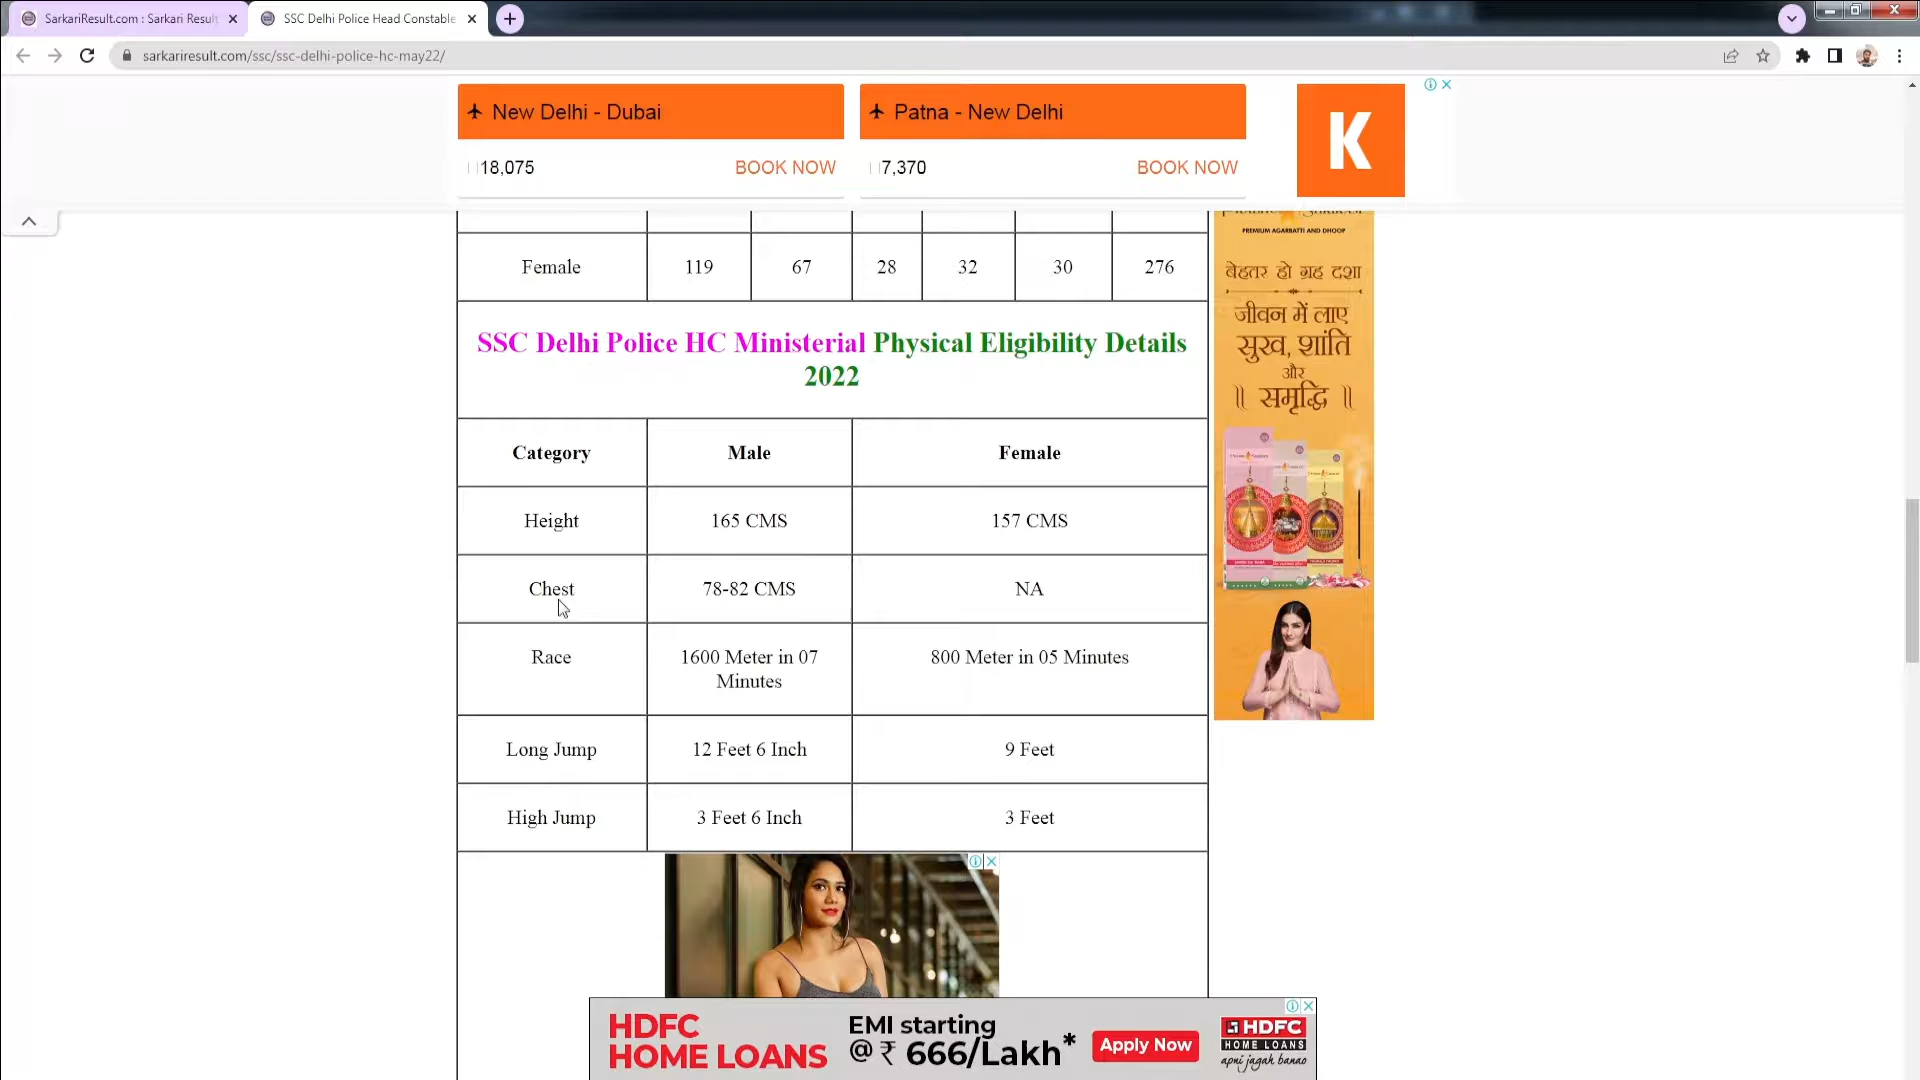 SarkariResult.com : Sarkari Resul
SSC Delhi Police Head Constable
sarkariresult.com/ssc/ssc-delhi-police-hc-may22/
New Delhi - Dubai
18,075
BOOK NOW
Patna - New Delhi
7,370
BOOK NOW
K
Female 119 67 28 32 30 276
SSC Delhi Police HC Ministerial Physical Eligibility Details
2022
Category Male Female
Height 165 CMS 157 CMS
Chest 78-82 CMS NA
Race 1600 Meter in 07
Minutes 800 Meter in 05 Minutes
Long Jump 12 Feet 6 Inch 9 Feet
High Jump 3 Feet 6 Inch 3 Feet
PREMIUM AGARBATTI AND DHOOP
बेहतर हो ग्रह दशा
जीवन में लाए
सुख, शांति
और
॥ समृद्धि ॥
HDFC
HOME LOANS
EMI starting
@ ₹ 666/Lakh*
Apply Now
HDFC
HOME LOANS
apni jagah banao